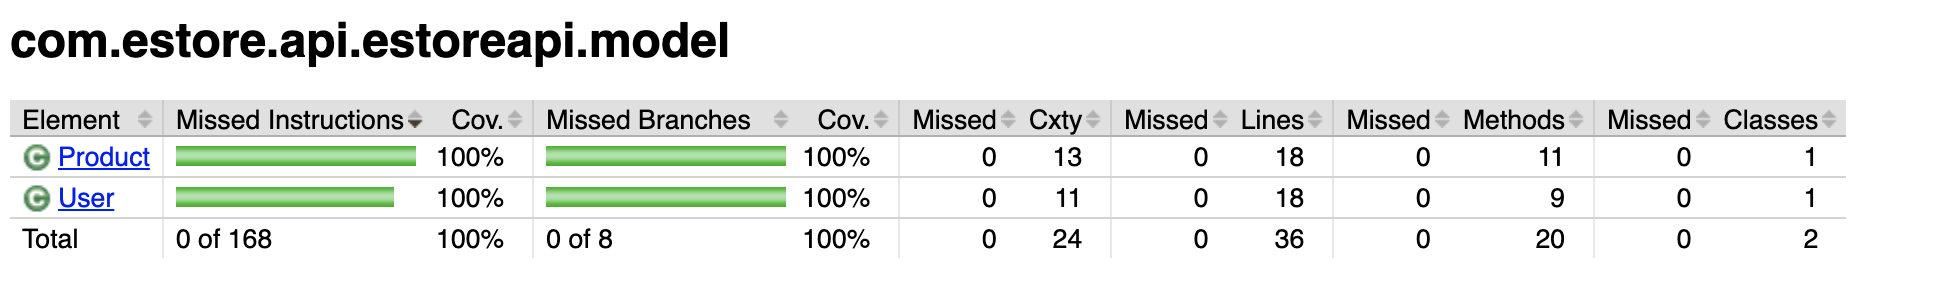 com.estore.api.estoreapi.model
Element Missed Instructions Cov. Missed Branches Cov. Missed Cxty Missed Lines Missed Methods Missed Classes
C Product 100% 100% 0 13 0 18 0 11 0 1
C User 100% 100% 0 11 0 18 0 9 0 1
Total 0 of 168 100% 0 of 8 100% 0 24 0 36 0 20 0 2